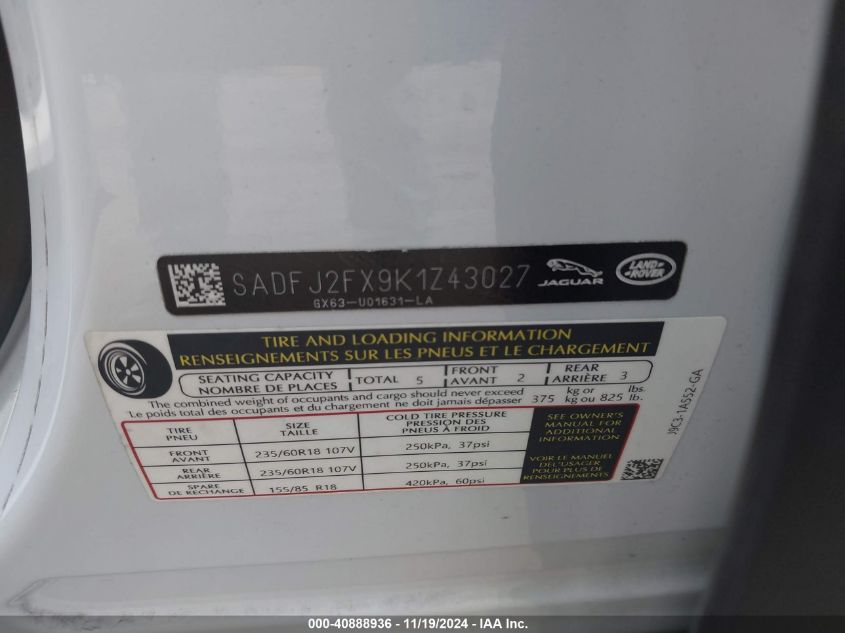 SADFJ2FX9K1Z43027
GX63-U01631-LA
JAGUAR
LAND ROVER
TIRE AND LOADING INFORMATION
RENSEIGNEMENTS SUR LES PNEUS ET LE CHARGEMENT
SEATING CAPACITY
NOMBRE DE PLACES
TOTAL 5
FRONT
AVANT 2
REAR
ARRIÈRE 3
The combined weight of occupants and cargo should never exceed
Le poids total des occupants et du chargement ne doit jamais dépasser
375 kg or
kg ou 825 lbs.
lb.
TIRE
PNEU
SIZE
TAILLE
COLD TIRE PRESSURE
PRESSION DES
PNEUS À FROID
FRONT
AVANT
235/60R18 107V
250kPa, 37psi
REAR
ARRIÈRE
235/60R18 107V
250kPa, 37psi
SPARE
DE RECHANGE
155/85 R18
420kPa, 60psi
SEE OWNER'S
MANUAL FOR
ADDITIONAL
INFORMATION
VOIR LE MANUEL
DE L'USAGER
POUR PLUS DE
RENSEIGNEMENTS
J9C3-1A552-GA
000-40888936 - 11/19/2024 - IAA Inc.